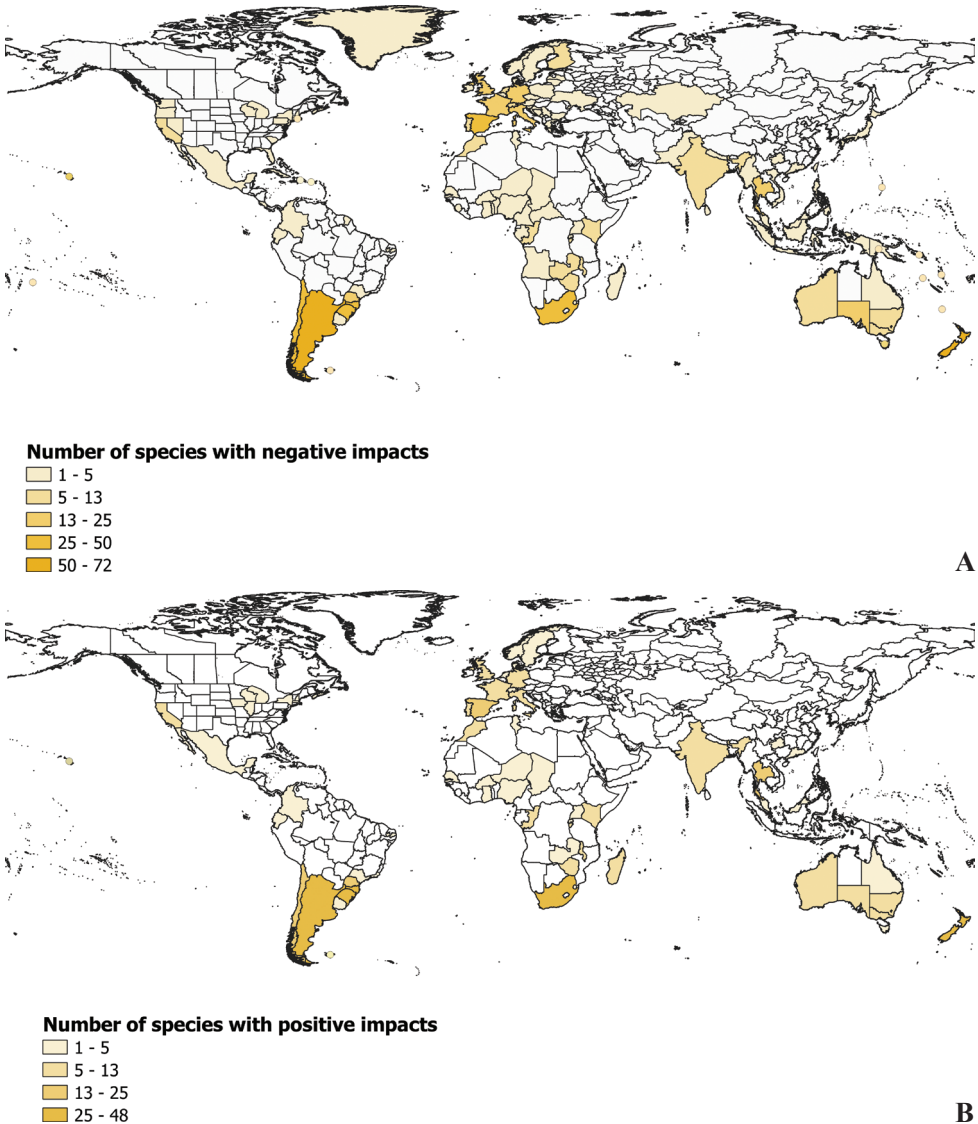 Number of species with negative impacts
1 - 5
5 - 13
13 - 25
25 - 50
50 - 72
A
Number of species with positive impacts
1 - 5
5 - 13
13 - 25
25 - 48
B